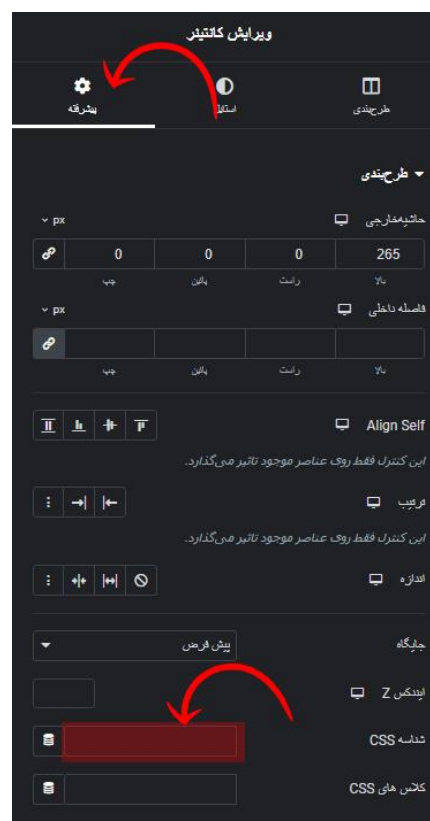 ویرایش کانتینر
طرح‌بندی استایل پیشرفته
طرح‌بندی
حاشیه‌خارجی px
265 0 0 0
بالا راست پائین چپ
فاصله داخلی px
بالا راست پائین چپ
Align Self
این کنترل فقط روی عناصر موجود تاثیر می‌گذارد.
ترتیب
این کنترل فقط روی عناصر موجود تاثیر می‌گذارد.
اندازه
جایگاه پیش فرض
ایندکس Z
شناسه CSS
کلاس های CSS